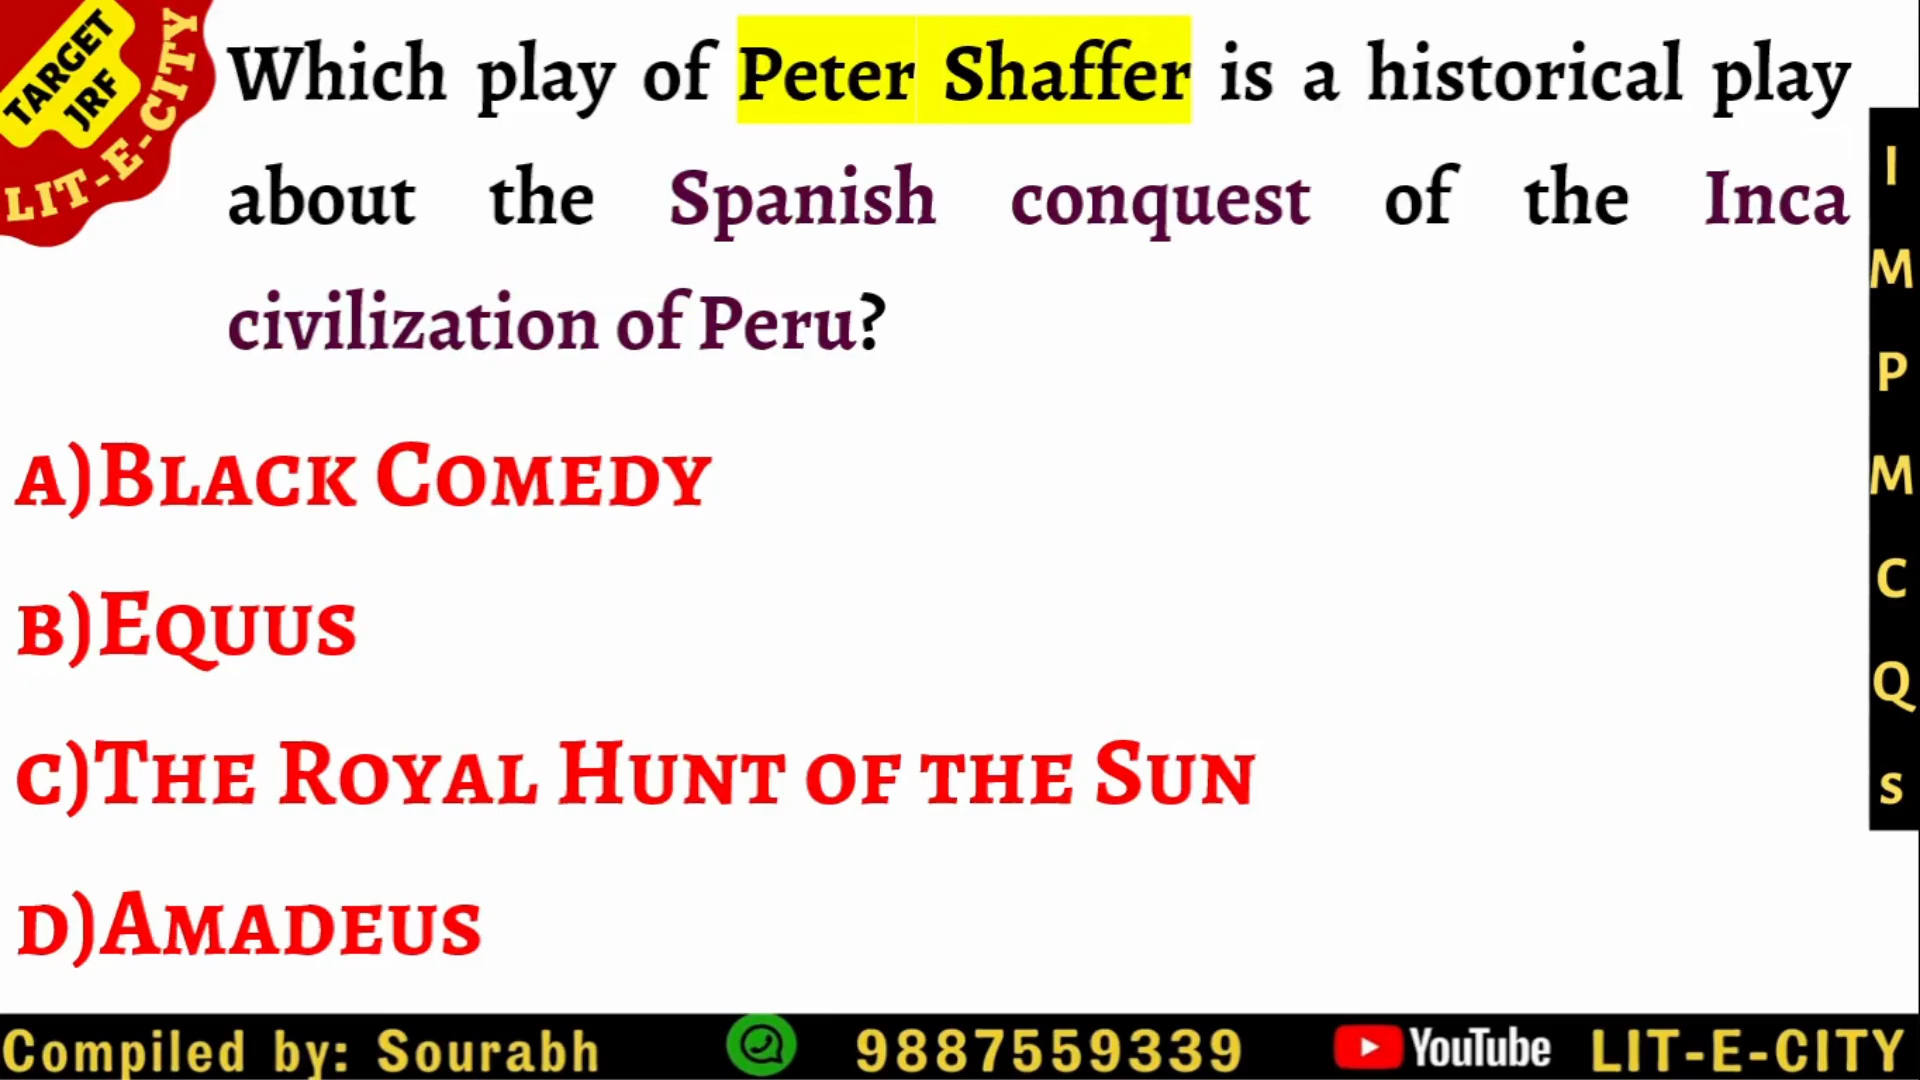 TARGET
JRF
LIT-E-CITY
Which play of Peter Shaffer is a historical play
about the Spanish conquest of the Inca
civilization of Peru?
A)BLACK COMEDY
B)EQUUS
C)THE ROYAL HUNT OF THE SUN
D)AMADEUS
IMP MCQs
Compiled by: Sourabh 9887559339 YouTube LIT-E-CITY